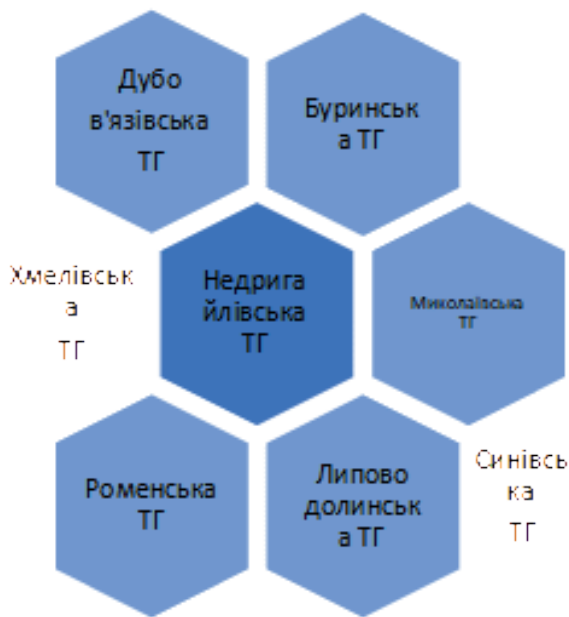 Дубо
в'язівська
ТГ
Буринськ
а ТГ
Хмелівськ
а
ТГ
Недрига
йлівська
ТГ
Миколаївська
ТГ
Роменська
ТГ
Липово
долинськ
а ТГ
Синівсь
ка
ТГ